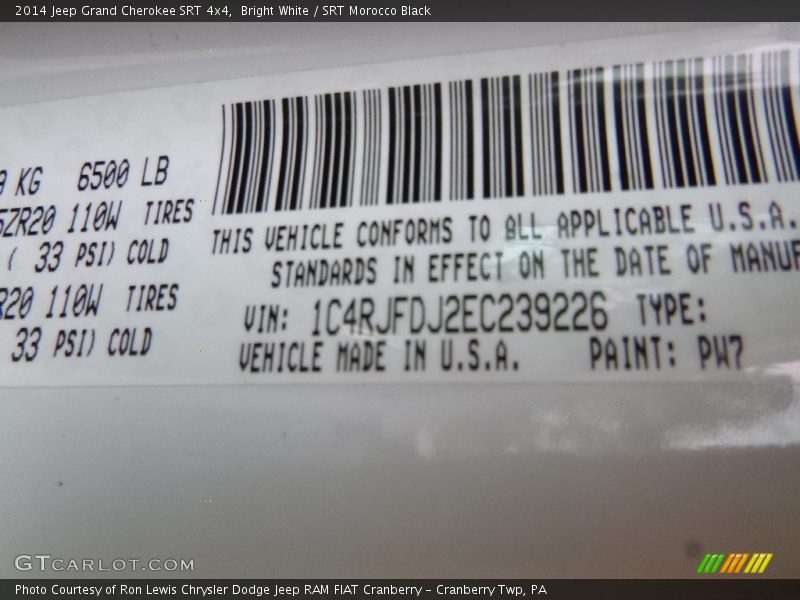 2014 Jeep Grand Cherokee SRT 4x4, Bright White / SRT Morocco Black
KG 6500 LB
ZR20 110W TIRES
( 33 PSI) COLD
R20 110W TIRES
33 PSI) COLD
THIS VEHICLE CONFORMS TO ALL APPLICABLE U.S.A.
STANDARDS IN EFFECT ON THE DATE OF MANUF
VIN: 1C4RJFDJ2EC239226 TYPE:
VEHICLE MADE IN U.S.A. PAINT: PW7
GTCARLOT.COM
Photo Courtesy of Ron Lewis Chrysler Dodge Jeep RAM FIAT Cranberry – Cranberry Twp, PA